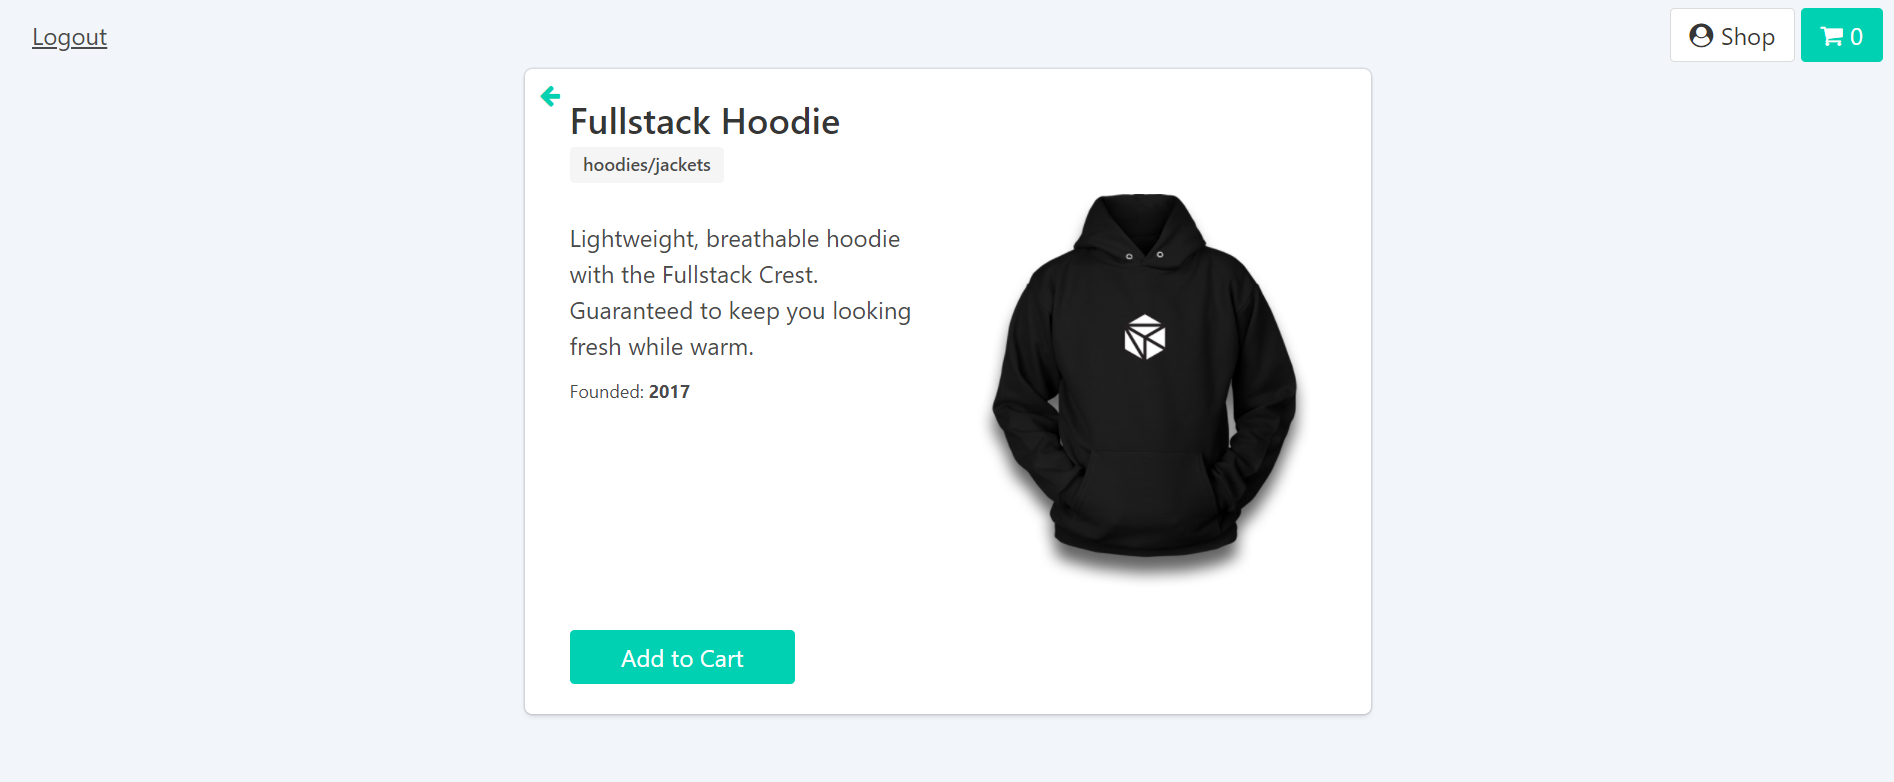 Logout
Shop
0
Fullstack Hoodie
hoodies/jackets
Lightweight, breathable hoodie
with the Fullstack Crest.
Guaranteed to keep you looking
fresh while warm.
Founded: 2017
Add to Cart